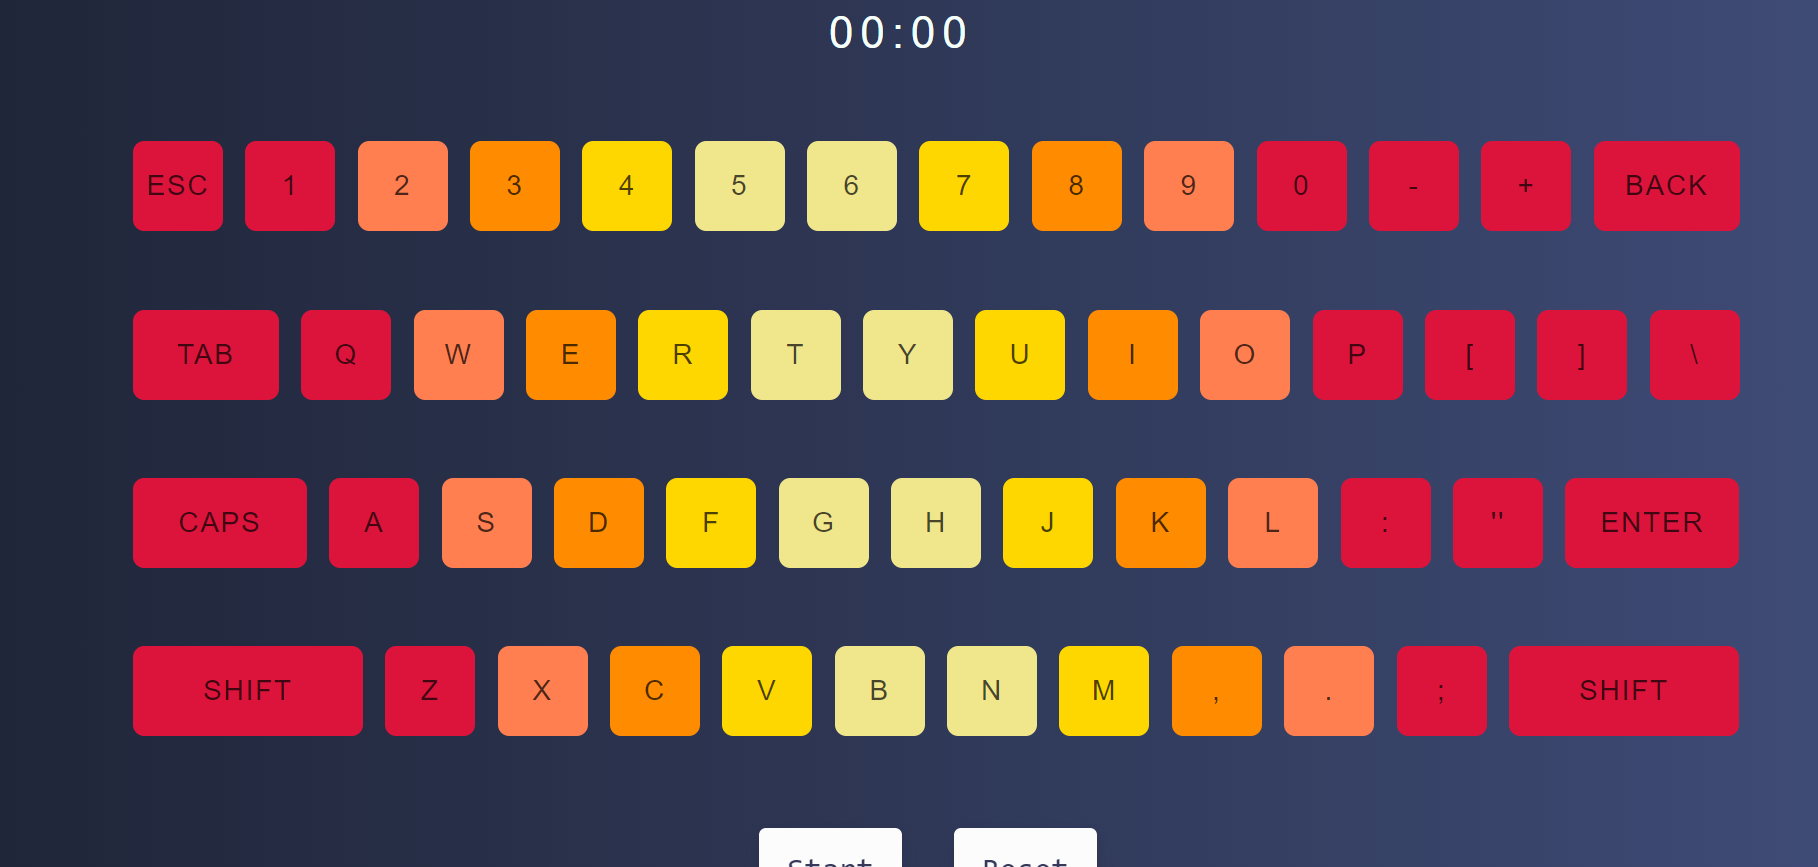 00:00
ESC 1 2 3 4 5 6 7 8 9 0 - + BACK
TAB Q W E R T Y U I O P [ ] \
CAPS A S D F G H J K L : '' ENTER
SHIFT Z X C V B N M , . ; SHIFT
Start Reset